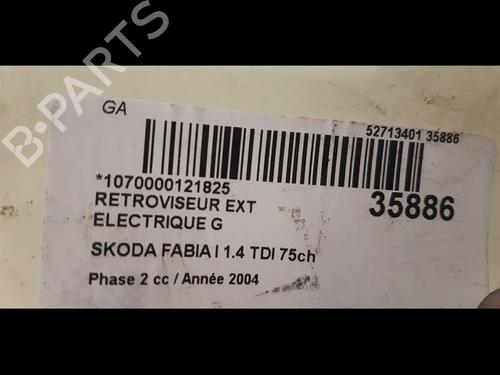 B-PARTS
GA
52713401 35886
*1070000121825
RETROVISEUR EXT
ELECTRIQUE G
35886
SKODA FABIA I 1.4 TDI 75ch
Phase 2 cc / Année 2004